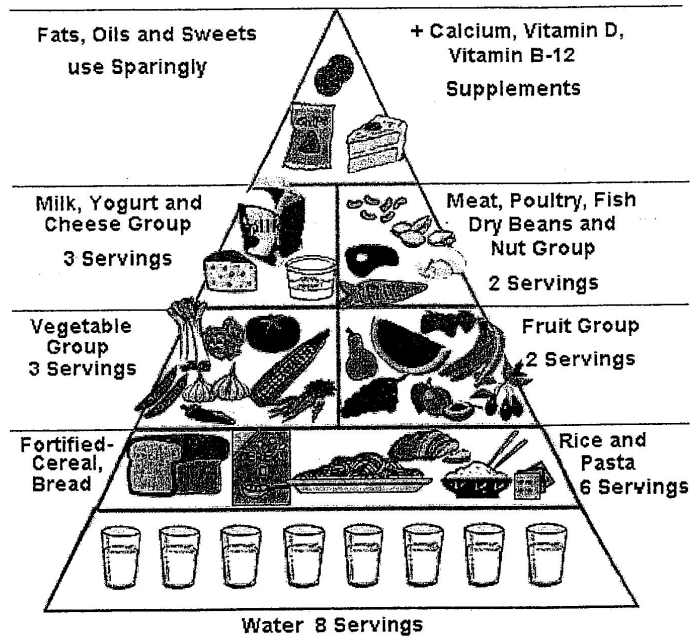 Fats, Oils and Sweets
use Sparingly
+ Calcium, Vitamin D,
Vitamin B-12
Supplements
CHIPS
Milk, Yogurt and
Cheese Group
3 Servings
MILK
Meat, Poultry, Fish
Dry Beans and
Nut Group
2 Servings
Vegetable
Group
3 Servings
Fruit Group
2 Servings
Fortified-
Cereal,
Bread
Rice and
Pasta
6 Servings
Water 8 Servings